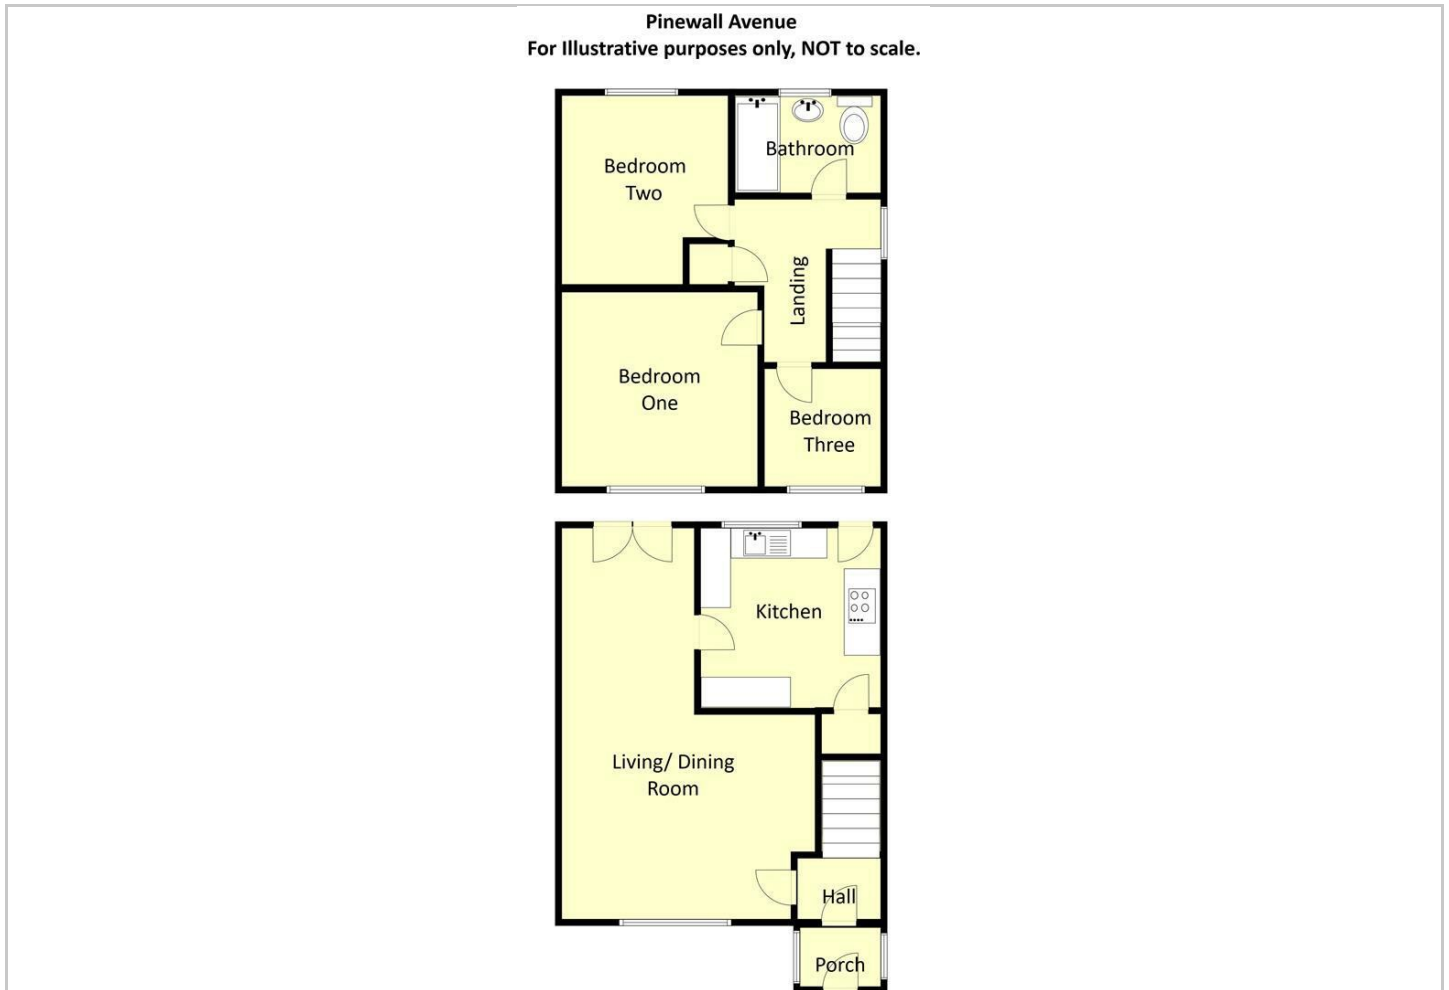 Pinewall Avenue
For Illustrative purposes only, NOT to scale.
Bedroom
Two
Bathroom
Landing
Bedroom
One
Bedroom
Three
Kitchen
Living/ Dining
Room
Hall
Porch